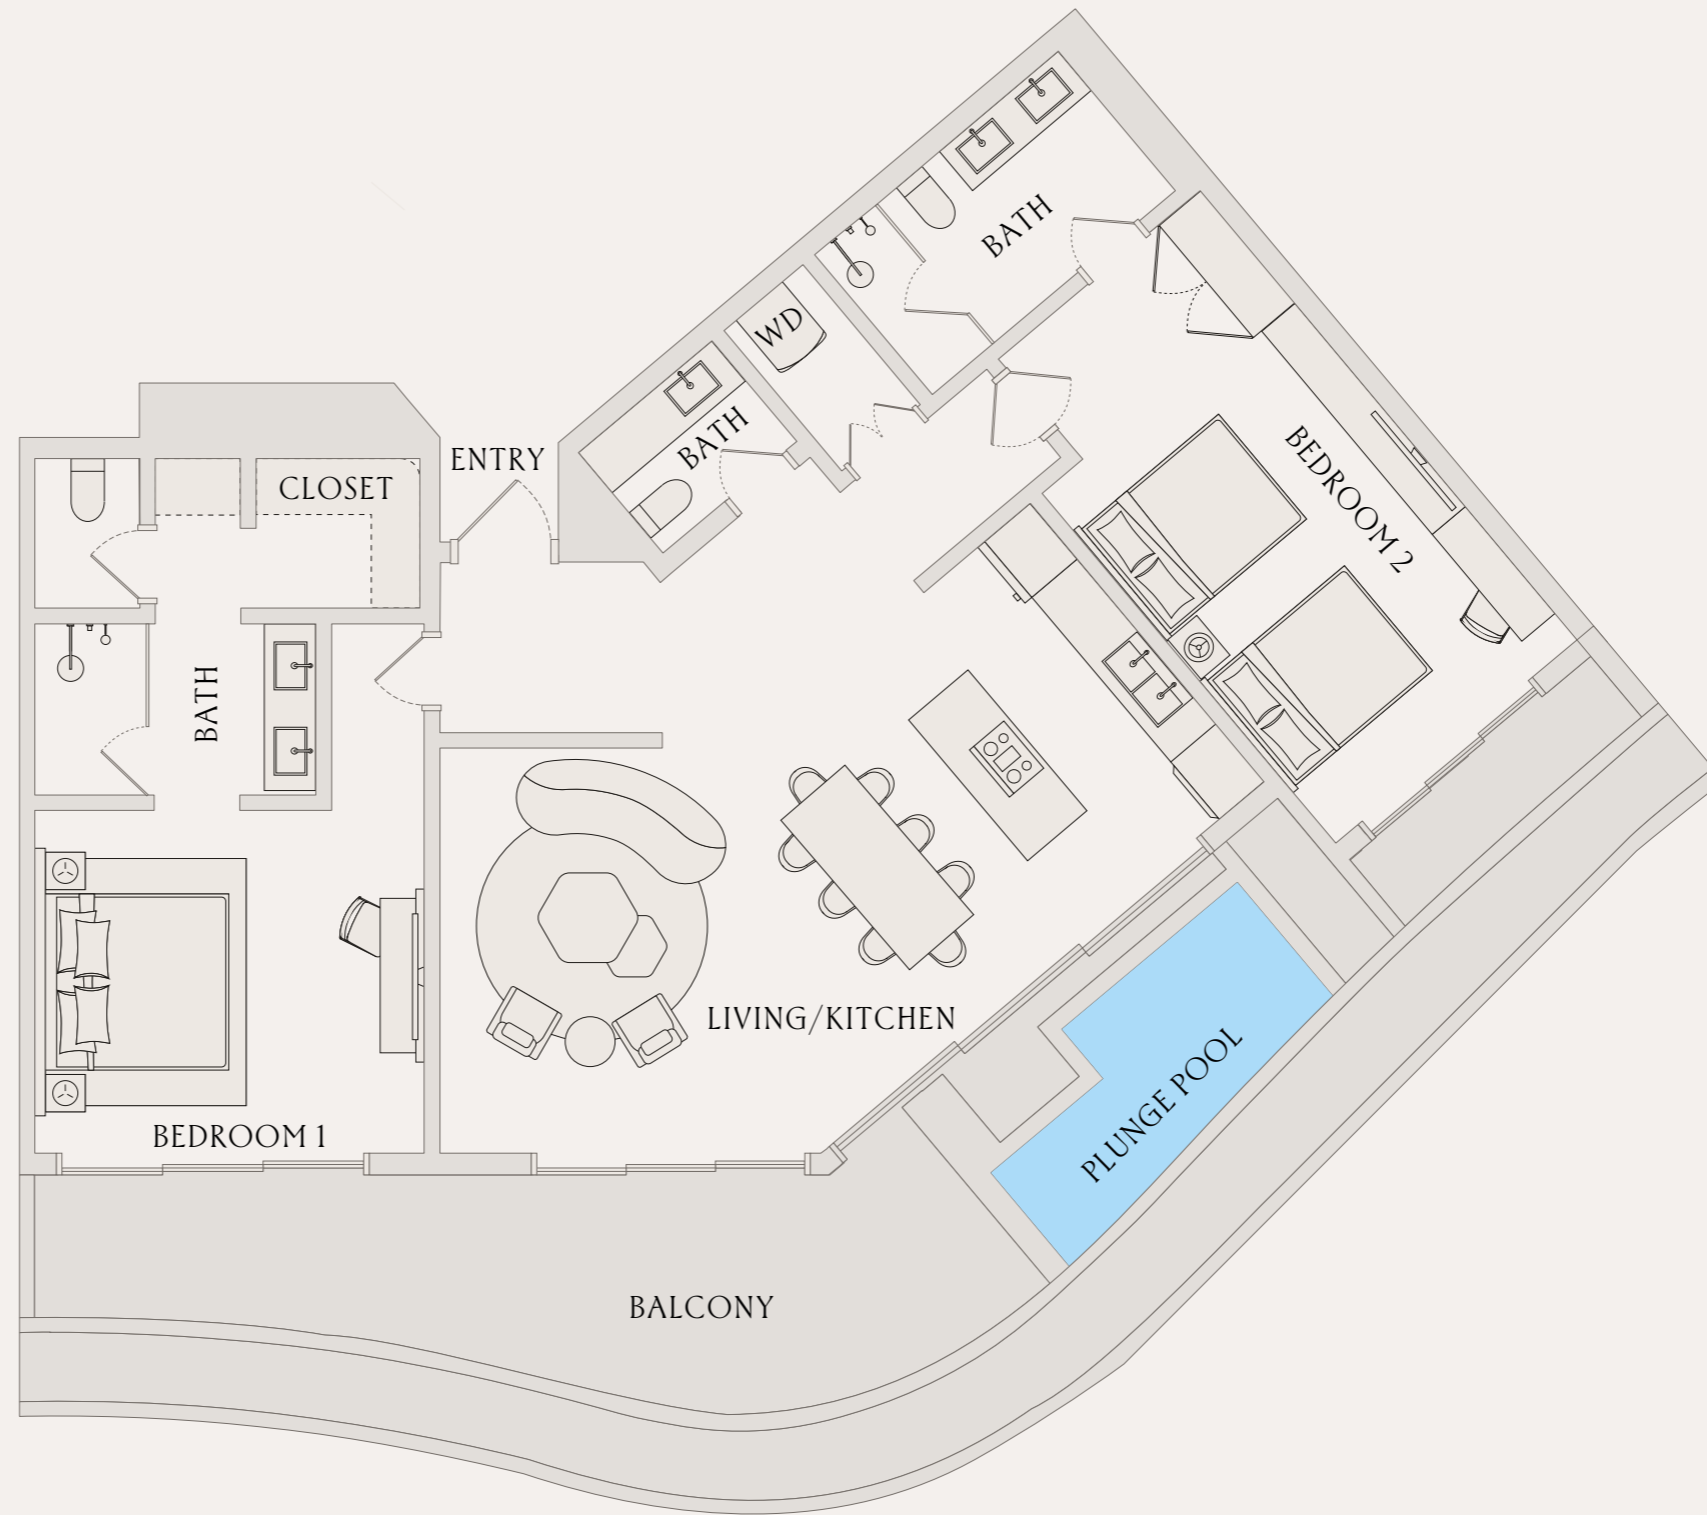 BATH
WD
BATH
ENTRY
CLOSET
BEDROOM 2
BATH
LIVING/KITCHEN
PLUNGE POOL
BEDROOM 1
BALCONY